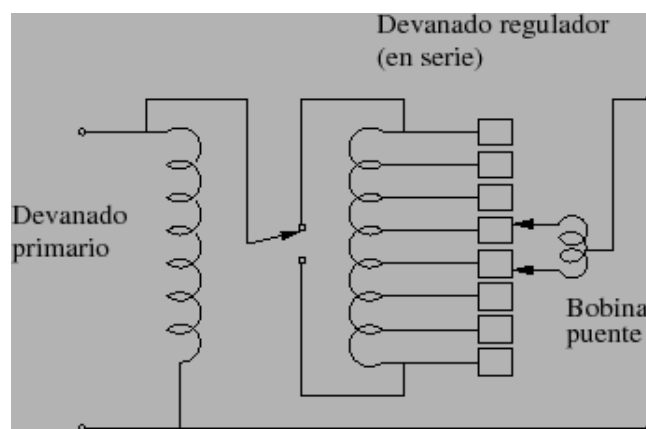 Devanado regulador
(en serie)
Devanado
primario
Bobina
puente